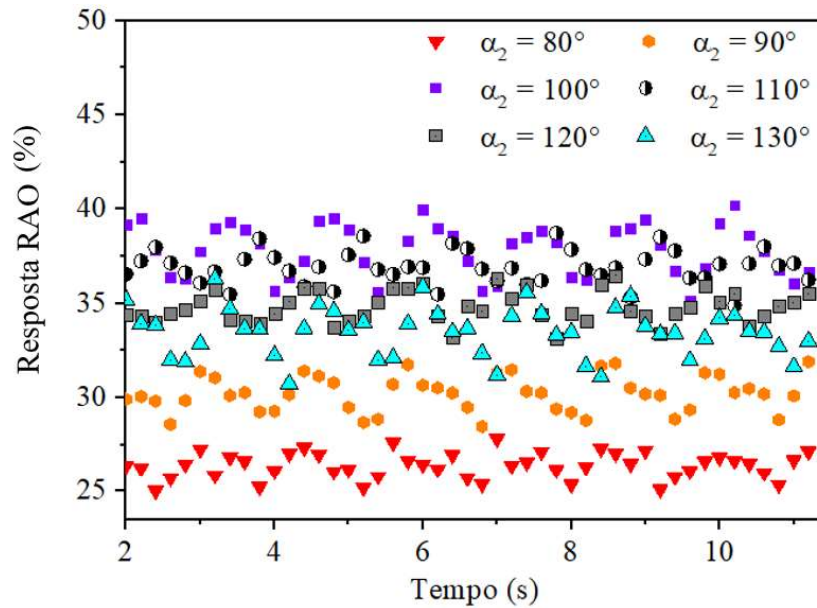 50
45
40
35
30
25
Resposta RAO (%)
α₂ = 80°
α₂ = 90°
α₂ = 100°
α₂ = 110°
α₂ = 120°
α₂ = 130°
2 4 6 8 10
Tempo (s)